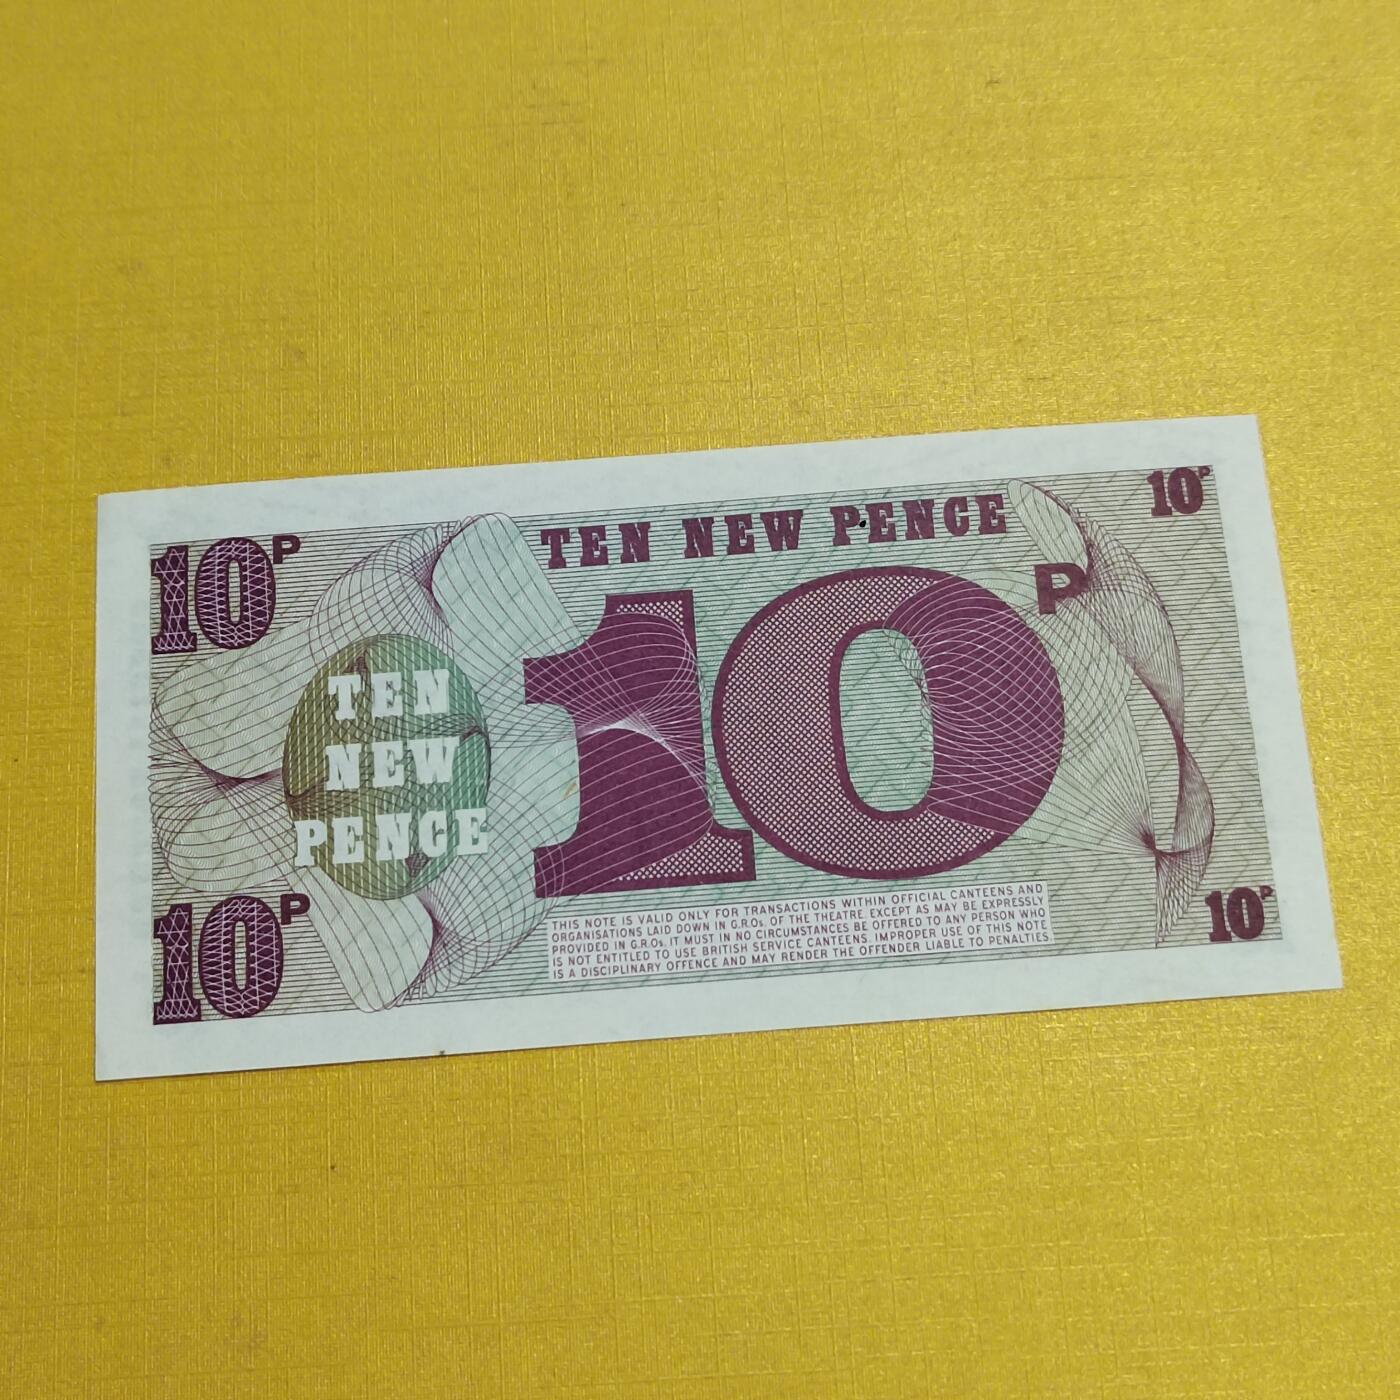 10P
TEN NEW PENCE
10P
10P
TEN
NEW
PENCE
10P
THIS NOTE IS VALID ONLY FOR TRANSACTIONS WITHIN OFFICIAL CANTEENS AND
ORGANISATIONS LAID DOWN IN G.R.Os. OF THE THEATRE. EXCEPT AS MAY BE EXPRESSLY
PROVIDED IN G.R.Os. IT MUST IN NO CIRCUMSTANCES BE OFFERED TO ANY PERSON WHO
IS NOT ENTITLED TO USE BRITISH SERVICE CANTEENS. IMPROPER USE OF THIS NOTE
IS A DISCIPLINARY OFFENCE AND MAY RENDER THE OFFENDER LIABLE TO PENALTIES
10P
10P